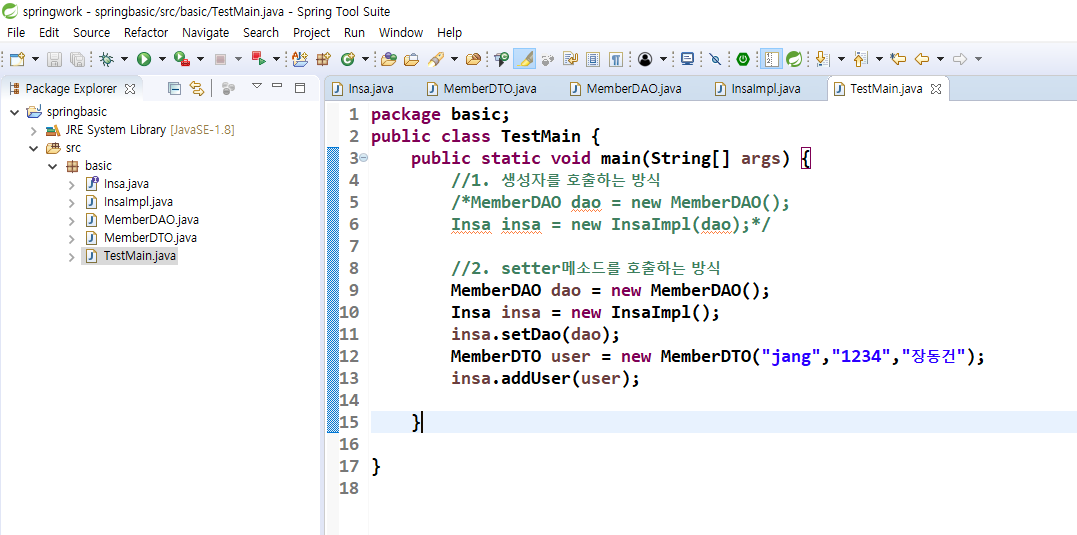 springwork - springbasic/src/basic/TestMain.java - Spring Tool Suite
File Edit Source Refactor Navigate Search Project Run Window Help
Package Explorer
springbasic
JRE System Library [JavaSE-1.8]
src
basic
Insa.java
InsaImpl.java
MemberDAO.java
MemberDTO.java
TestMain.java
Insa.java MemberDTO.java MemberDAO.java InsaImpl.java TestMain.java
1 package basic;
2 public class TestMain {
3 public static void main(String[] args) {
4 //1. 생성자를 호출하는 방식
5 /*MemberDAO dao = new MemberDAO();
6 Insa insa = new InsaImpl(dao);*/
7
8 //2. setter메소드를 호출하는 방식
9 MemberDAO dao = new MemberDAO();
10 Insa insa = new InsaImpl();
11 insa.setDao(dao);
12 MemberDTO user = new MemberDTO("jang","1234","장동건");
13 insa.addUser(user);
14
15 }
16
17 }
18